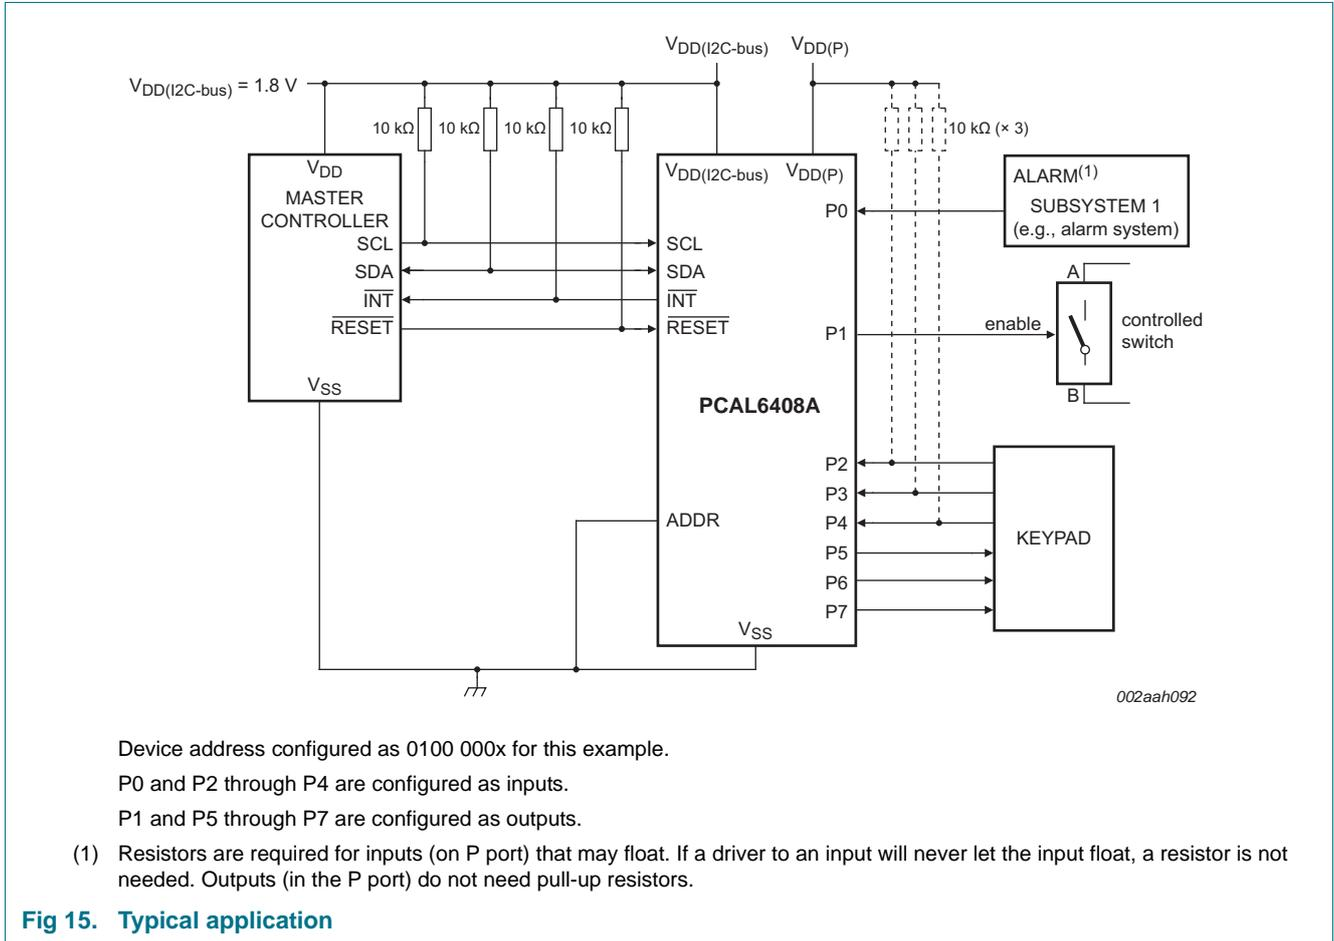 VDD(I2C-bus) VDD(P)
VDD(I2C-bus) = 1.8 V
10 kΩ 10 kΩ 10 kΩ 10 kΩ
10 kΩ (× 3)
VDD
MASTER
CONTROLLER
SCL
SDA
INT
RESET
VSS
VDD(I2C-bus) VDD(P)
SCL
SDA
INT
RESET
PCAL6408A
ADDR
VSS
P0
P1
P2
P3
P4
P5
P6
P7
ALARM(1)
SUBSYSTEM 1
(e.g., alarm system)
A
enable
controlled
switch
B
KEYPAD
002aah092
Device address configured as 0100 000x for this example.
P0 and P2 through P4 are configured as inputs.
P1 and P5 through P7 are configured as outputs.
(1) Resistors are required for inputs (on P port) that may float. If a driver to an input will never let the input float, a resistor is not
needed. Outputs (in the P port) do not need pull-up resistors.
Fig 15. Typical application